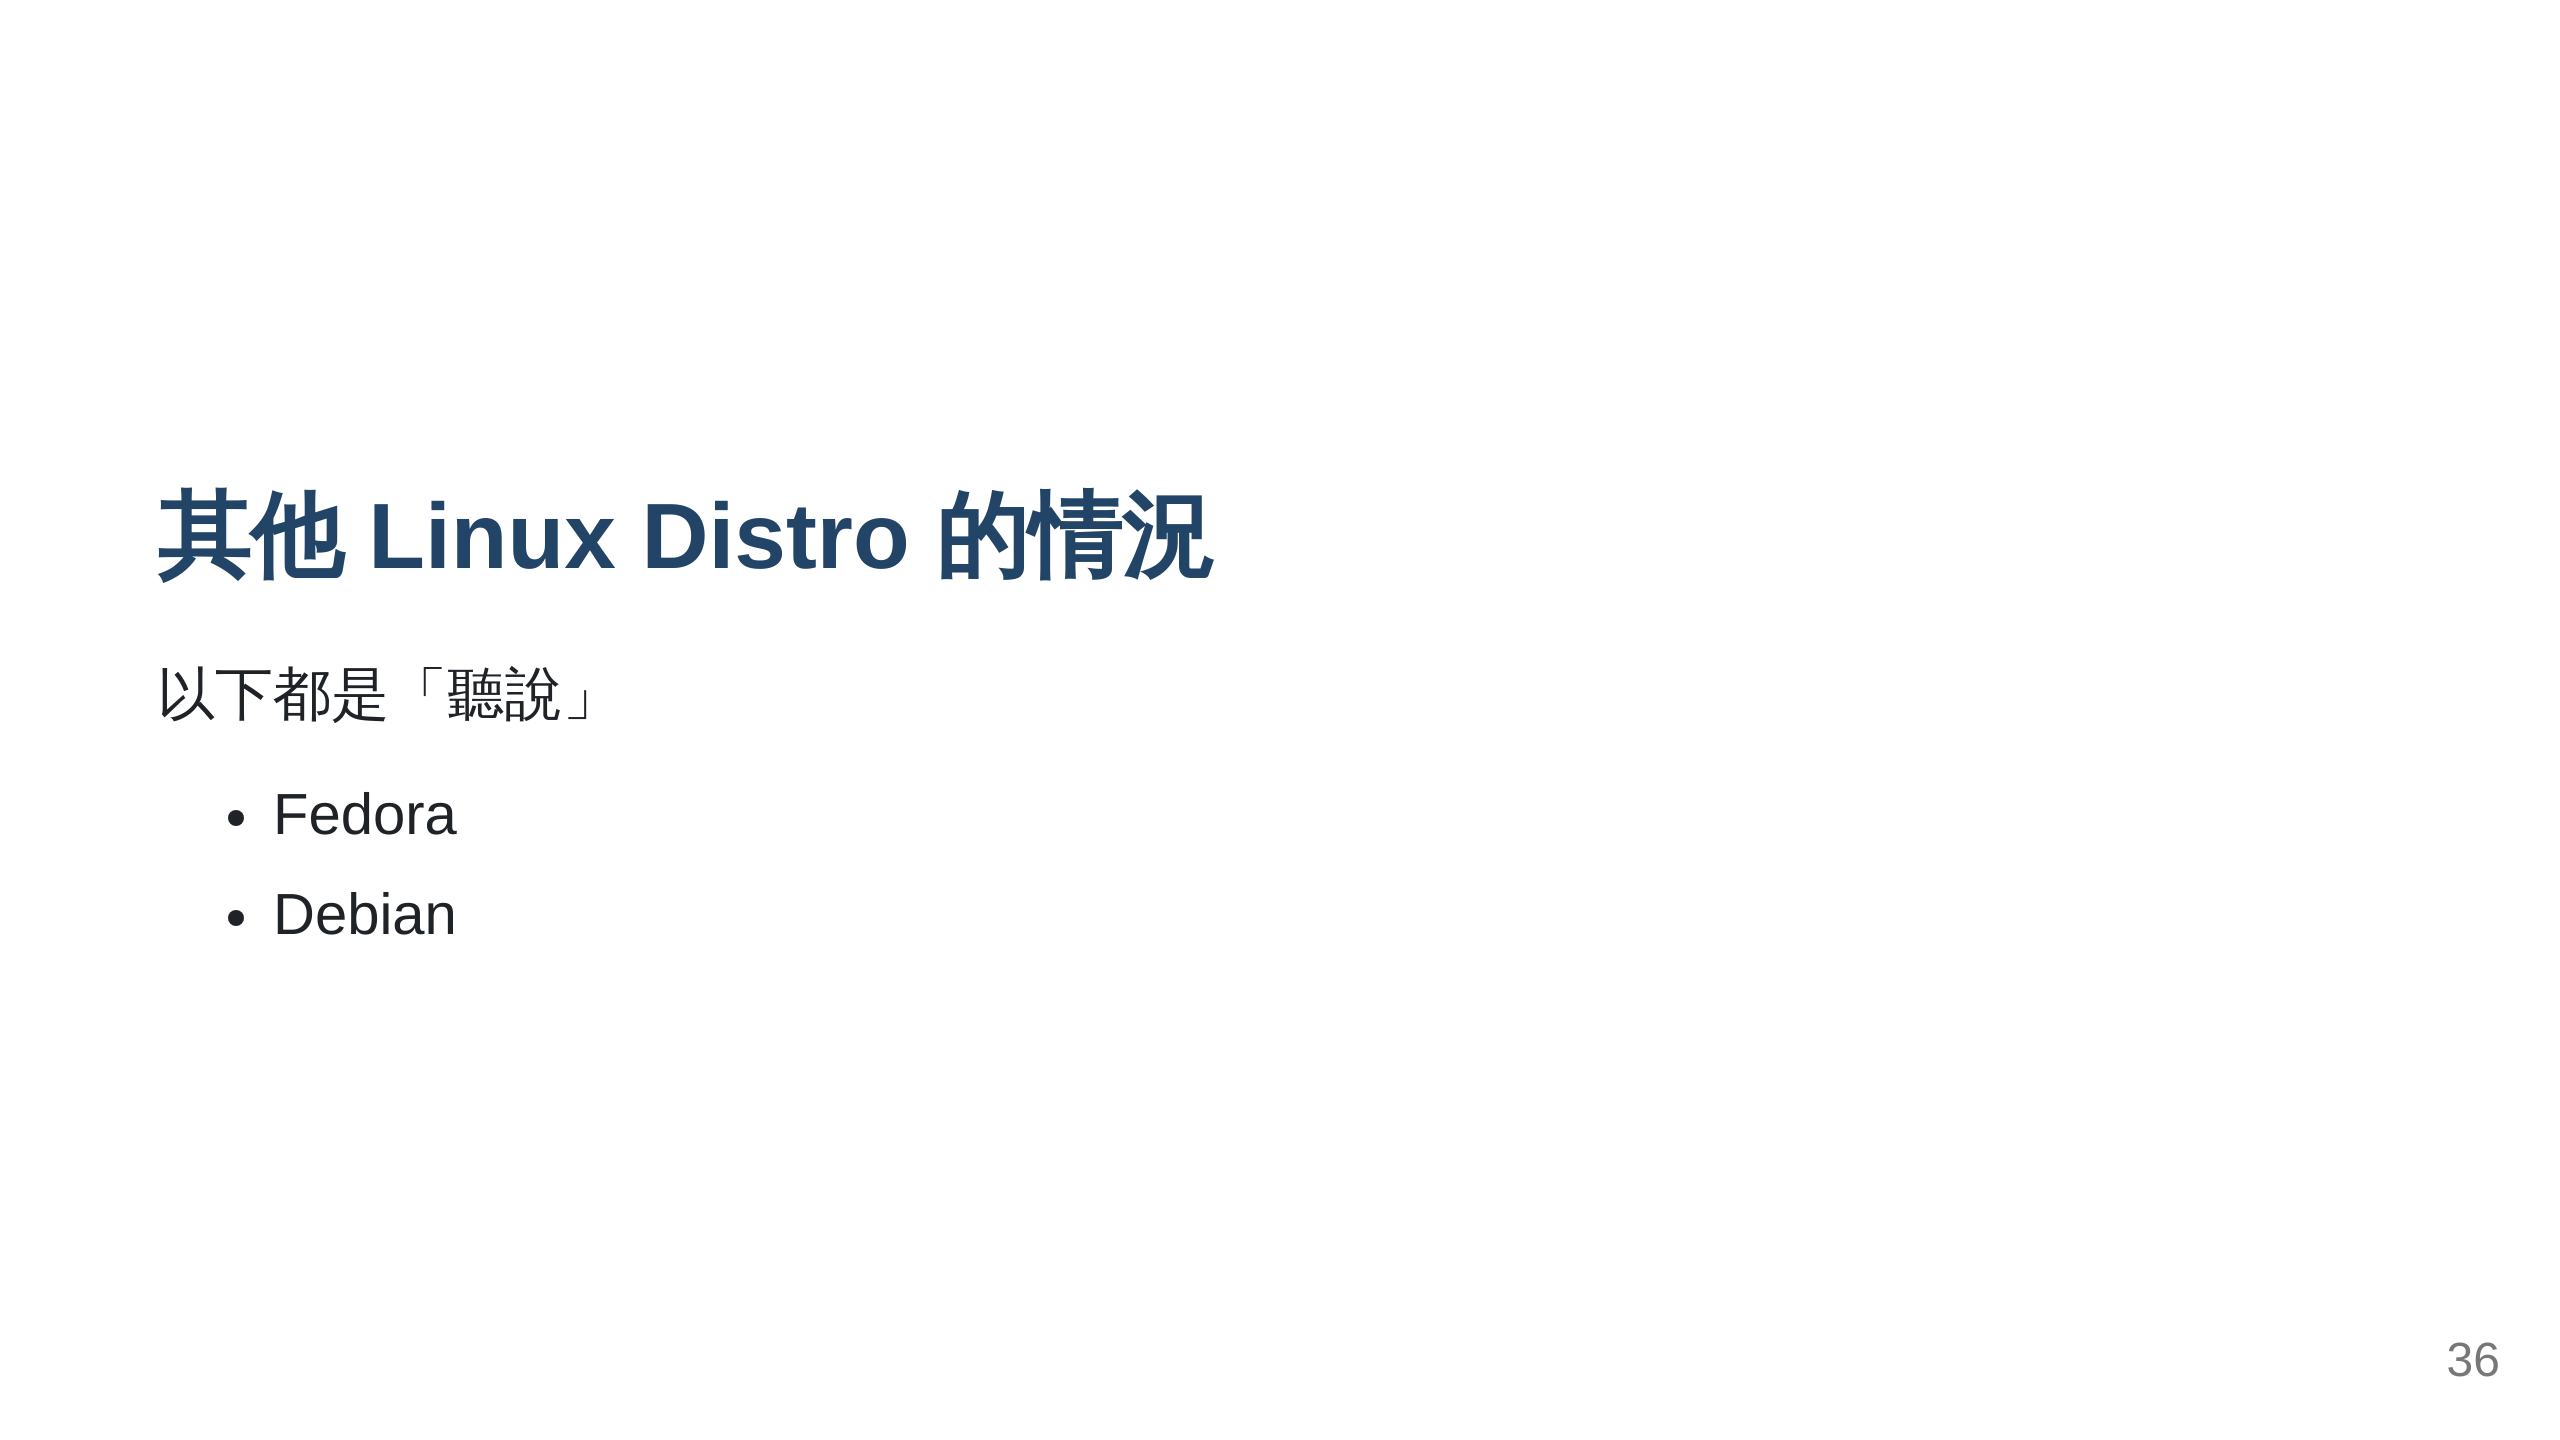 其他 Linux Distro 的情況
以下都是「聽說」
• Fedora
• Debian
36